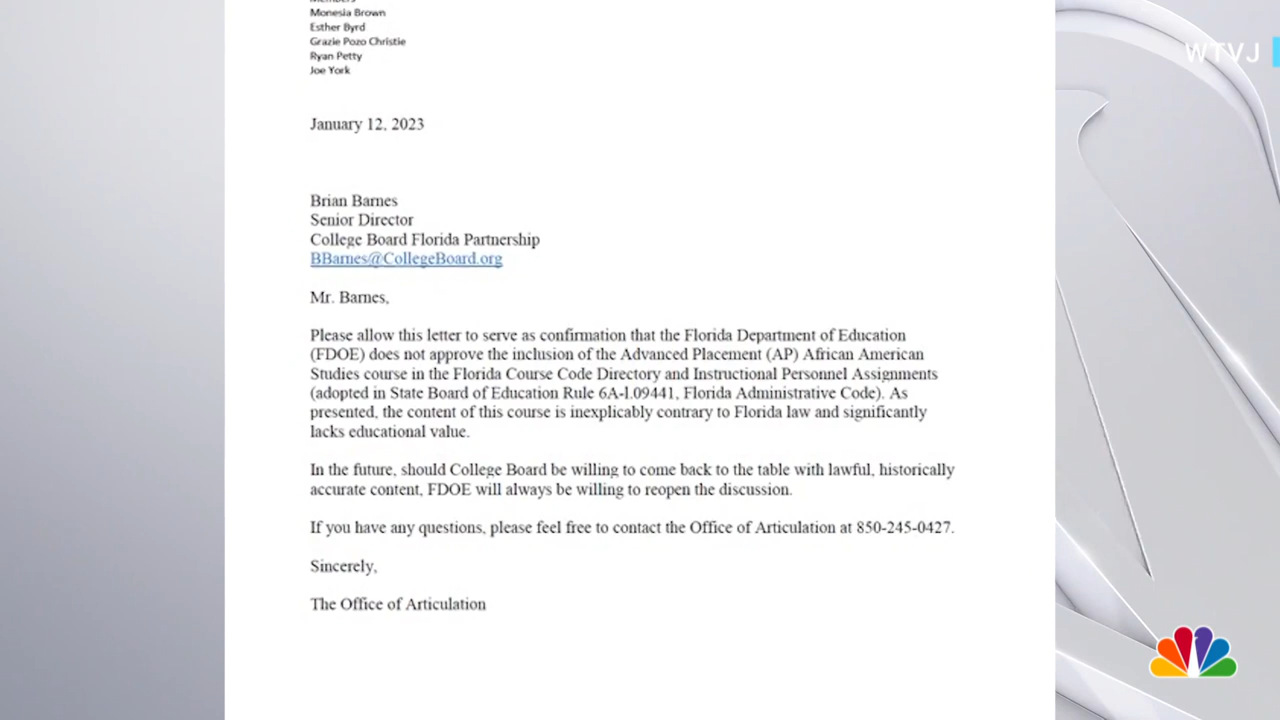 Members
Monesia Brown
Esther Byrd
Grazie Pozo Christie
Ryan Petty
Joe York
WTVJ
January 12, 2023
Brian Barnes
Senior Director
College Board Florida Partnership
BBarnes@CollegeBoard.org
Mr. Barnes,
Please allow this letter to serve as confirmation that the Florida Department of Education
(FDOE) does not approve the inclusion of the Advanced Placement (AP) African American
Studies course in the Florida Course Code Directory and Instructional Personnel Assignments
(adopted in State Board of Education Rule 6A-l.09441, Florida Administrative Code). As
presented, the content of this course is inexplicably contrary to Florida law and significantly
lacks educational value.
In the future, should College Board be willing to come back to the table with lawful, historically
accurate content, FDOE will always be willing to reopen the discussion.
If you have any questions, please feel free to contact the Office of Articulation at 850-245-0427.
Sincerely,
The Office of Articulation